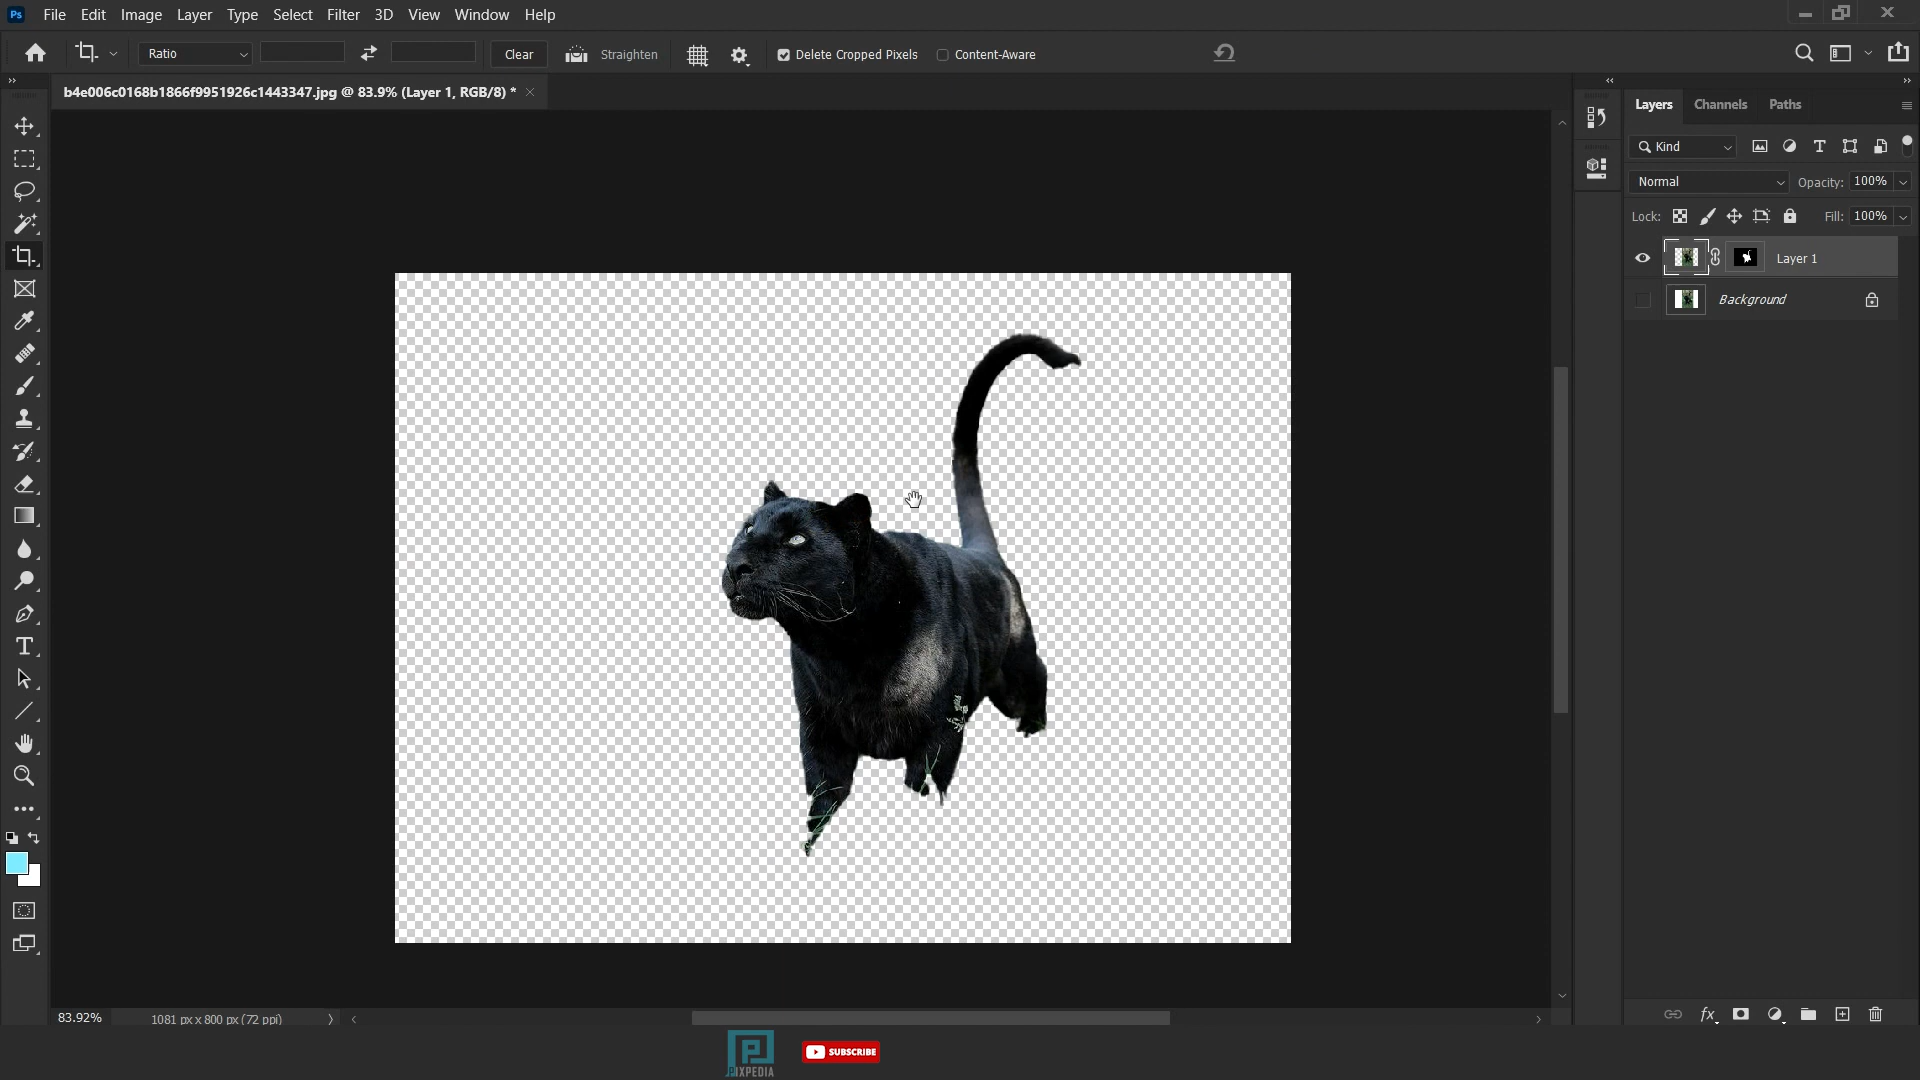 Ps File Edit Image Layer Type Select Filter 3D View Window Help
Ratio Clear Straighten Delete Cropped Pixels Content-Aware
b4e006c0168b1866f9951926c1443347.jpg @ 83.9% (Layer 1, RGB/8) *
Layers Channels Paths
Kind
Normal Opacity: 100%
Lock: Fill: 100%
Layer 1
Background
83.92% 1081 px x 800 px (72 ppi)
fx
PIXPEDIA SUBSCRIBE